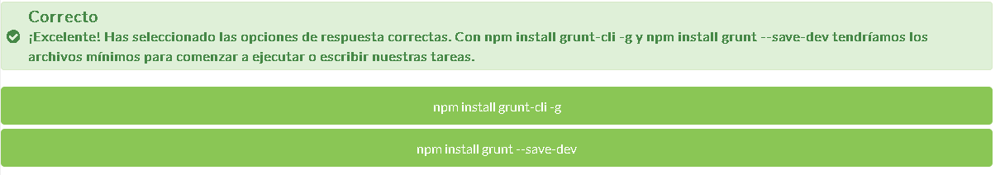 Correcto
¡Excelente! Has seleccionado las opciones de respuesta correctas. Con npm install grunt-cli -g y npm install grunt --save-dev tendríamos los
archivos mínimos para comenzar a ejecutar o escribir nuestras tareas.
npm install grunt-cli -g
npm install grunt --save-dev